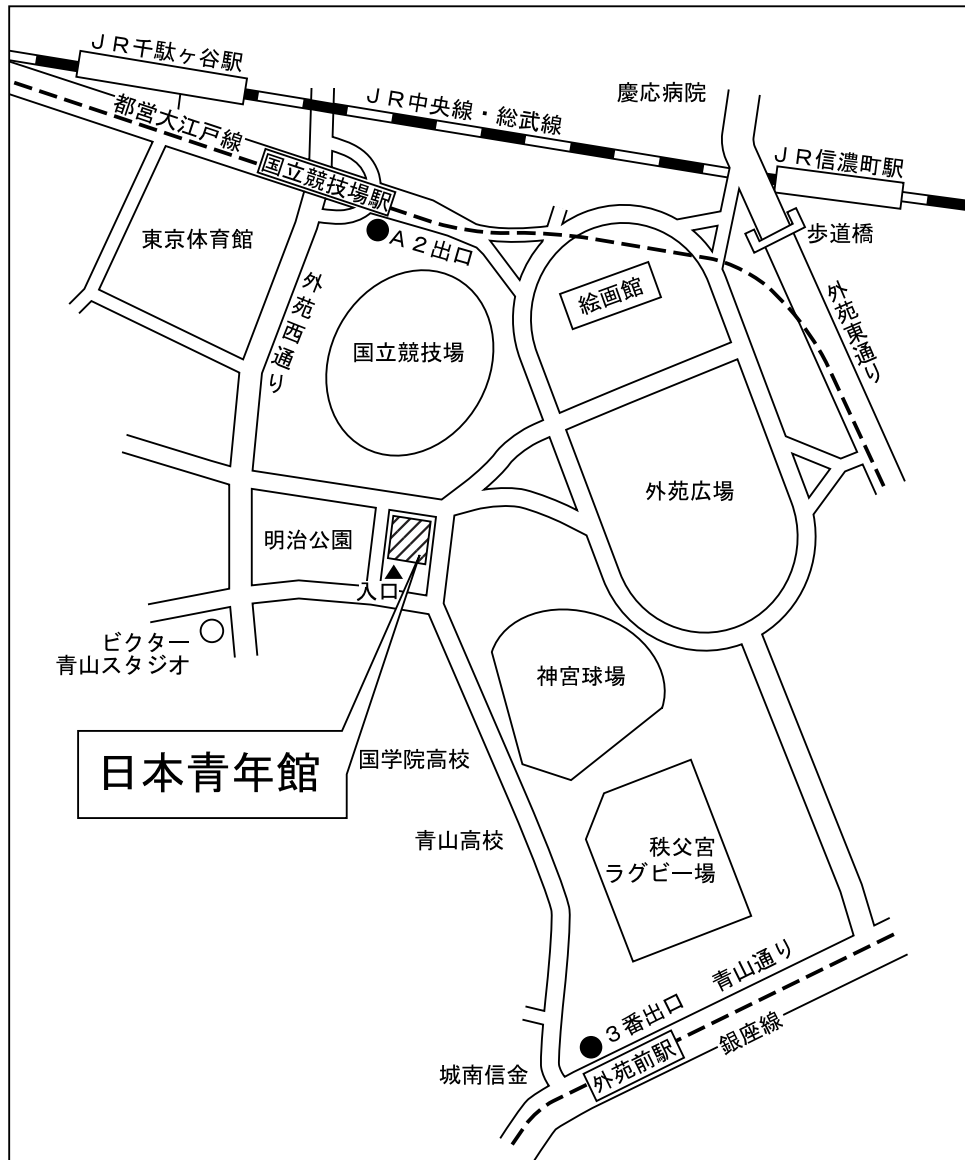 JR千駄ヶ谷駅
JR中央線・総武線
慶応病院
都営大江戸線
JR信濃町駅
国立競技場駅
歩道橋
東京体育館
A2出口
絵画館
外苑西通り
外苑東通り
国立競技場
外苑広場
明治公園
入口
ビクター
青山スタジオ
神宮球場
日本青年館
国学院高校
青山高校
秩父宮
ラグビー場
青山通り
3番出口
銀座線
外苑前駅
城南信金